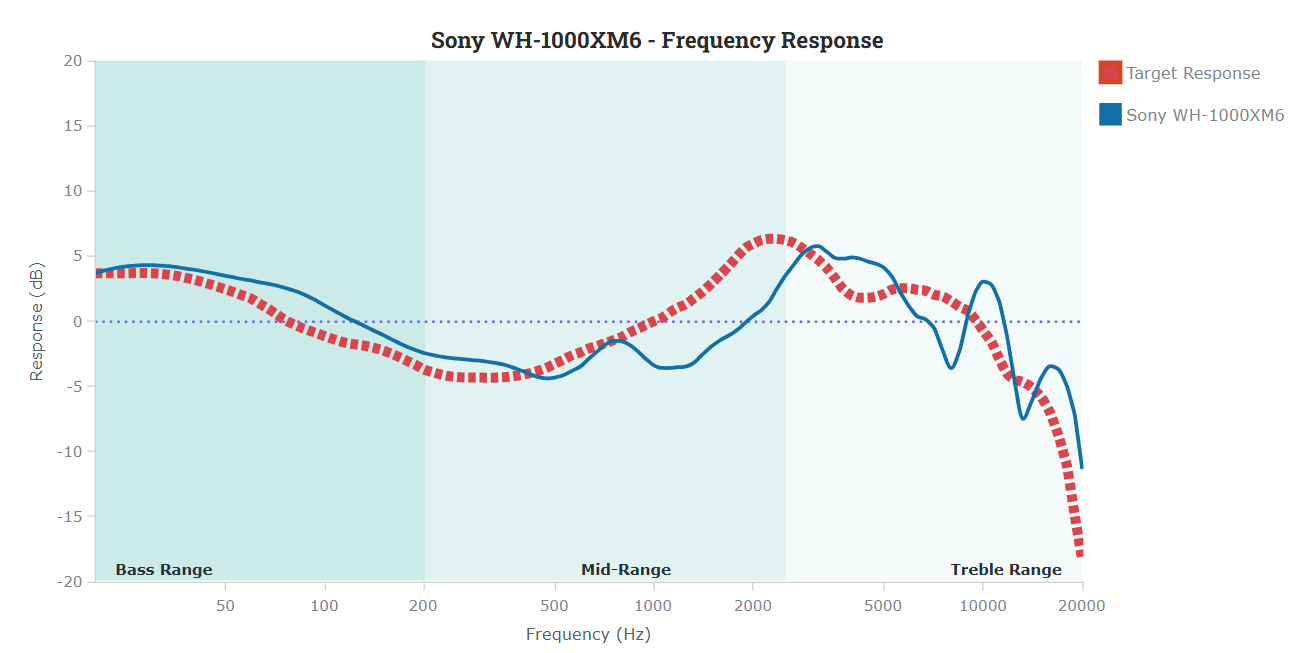 Sony WH-1000XM6 - Frequency Response
Target Response
Sony WH-1000XM6
Response (dB)
20
15
10
5
0
-5
-10
-15
-20
Bass Range
Mid-Range
Treble Range
50 100 200 500 1000 2000 5000 10000 20000
Frequency (Hz)